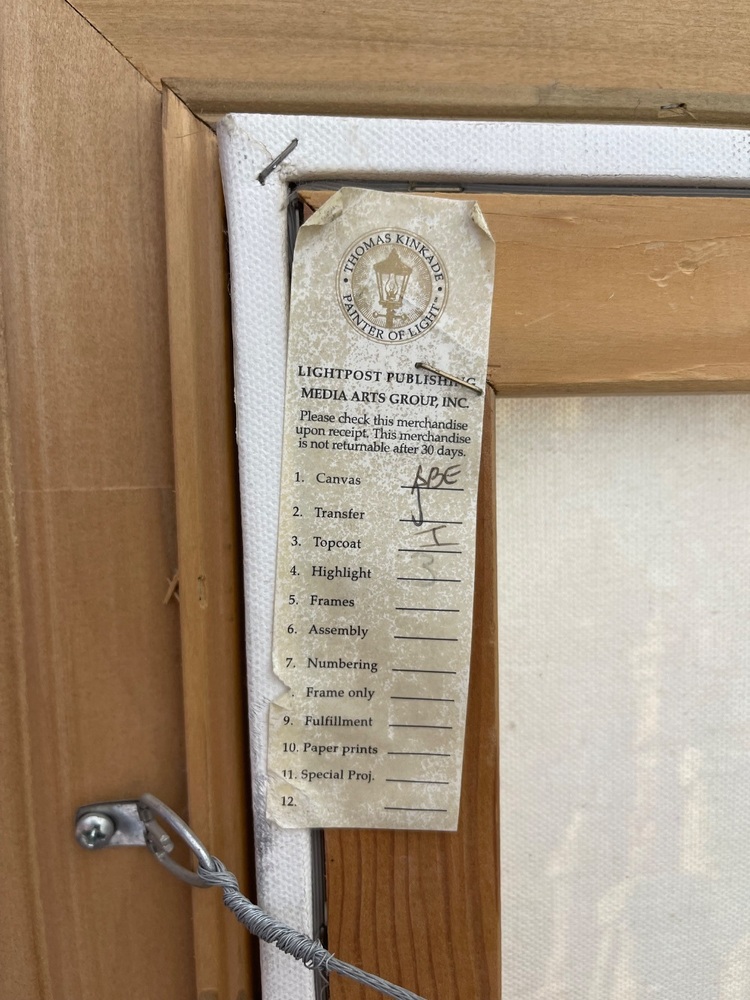 THOMAS KINKADE
PAINTER OF LIGHT™
LIGHTPOST PUBLISHING
MEDIA ARTS GROUP, INC.
Please check this merchandise
upon receipt. This merchandise
is not returnable after 30 days.
1. Canvas ABE
2. Transfer
3. Topcoat
4. Highlight
5. Frames
6. Assembly
7. Numbering
. Frame only
9. Fulfillment
10. Paper prints
11. Special Proj.
12.